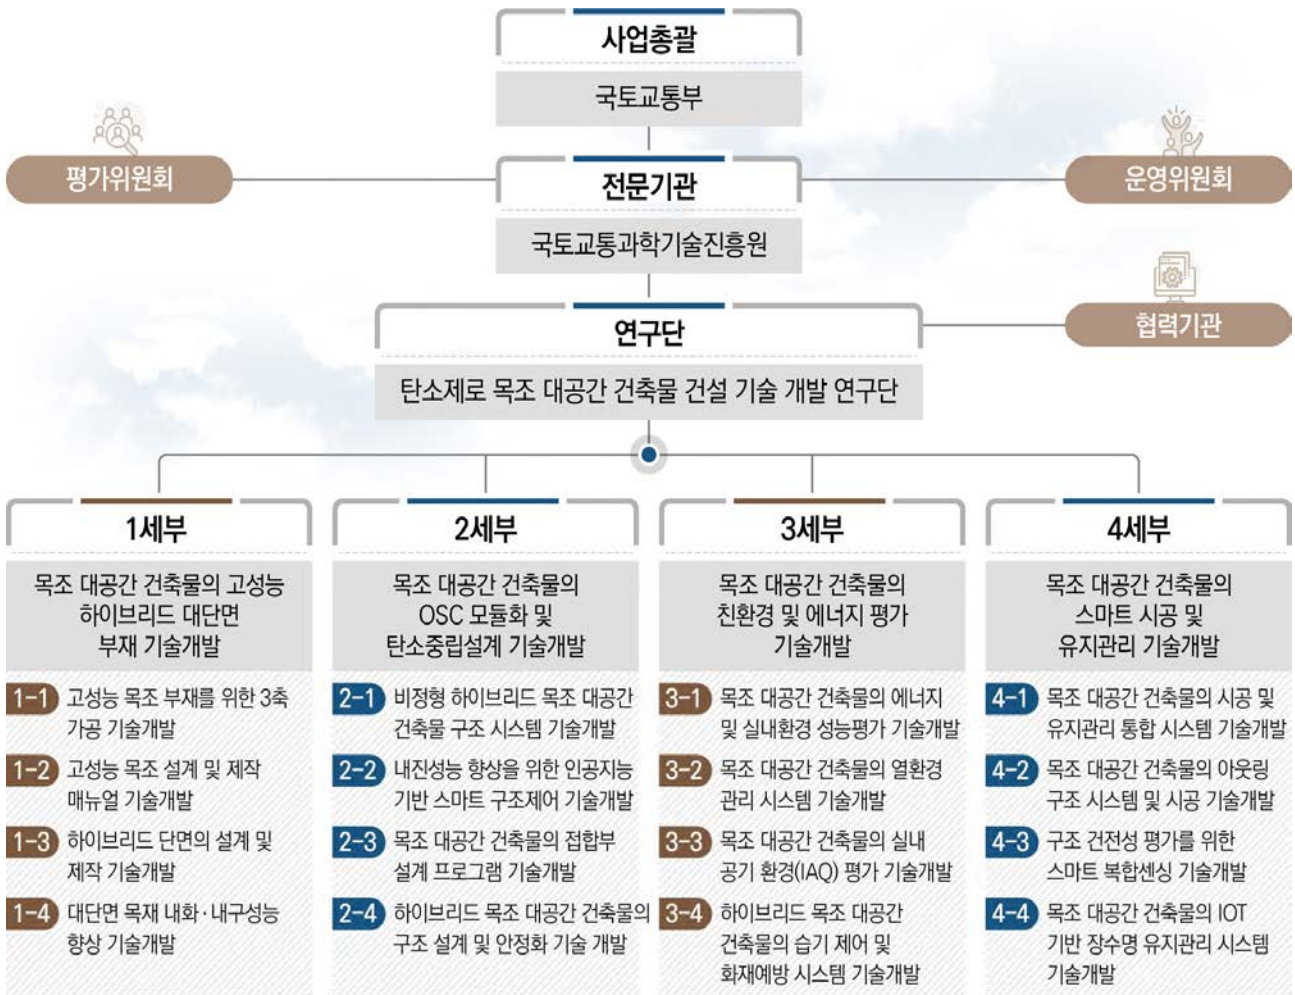 사업총괄
국토교통부
평가위원회
전문기관
운영위원회
국토교통과학기술진흥원
연구단
협력기관
탄소제로 목조 대공간 건축물 건설 기술 개발 연구단
1세부
목조 대공간 건축물의 고성능
하이브리드 대단면
부재 기술개발
1-1 고성능 목조 부재를 위한 3축
가공 기술개발
1-2 고성능 목조 설계 및 제작
매뉴얼 기술개발
1-3 하이브리드 단면의 설계 및
제작 기술개발
1-4 대단면 목재 내화·내구성능
향상 기술개발
2세부
목조 대공간 건축물의
OSC 모듈화 및
탄소중립설계 기술개발
2-1 비정형 하이브리드 목조 대공간
건축물 구조 시스템 기술개발
2-2 내진성능 향상을 위한 인공지능
기반 스마트 구조제어 기술개발
2-3 목조 대공간 건축물의 접합부
설계 프로그램 기술개발
2-4 하이브리드 목조 대공간 건축물의
구조 설계 및 안정화 기술 개발
3세부
목조 대공간 건축물의
친환경 및 에너지 평가
기술개발
3-1 목조 대공간 건축물의 에너지
및 실내환경 성능평가 기술개발
3-2 목조 대공간 건축물의 열환경
관리 시스템 기술개발
3-3 목조 대공간 건축물의 실내
공기 환경(IAQ) 평가 기술개발
3-4 하이브리드 목조 대공간
건축물의 습기 제어 및
화재예방 시스템 기술개발
4세부
목조 대공간 건축물의
스마트 시공 및
유지관리 기술개발
4-1 목조 대공간 건축물의 시공 및
유지관리 통합 시스템 기술개발
4-2 목조 대공간 건축물의 아웃링
구조 시스템 및 시공 기술개발
4-3 구조 건전성 평가를 위한
스마트 복합센싱 기술개발
4-4 목조 대공간 건축물의 IOT
기반 장수명 유지관리 시스템
기술개발